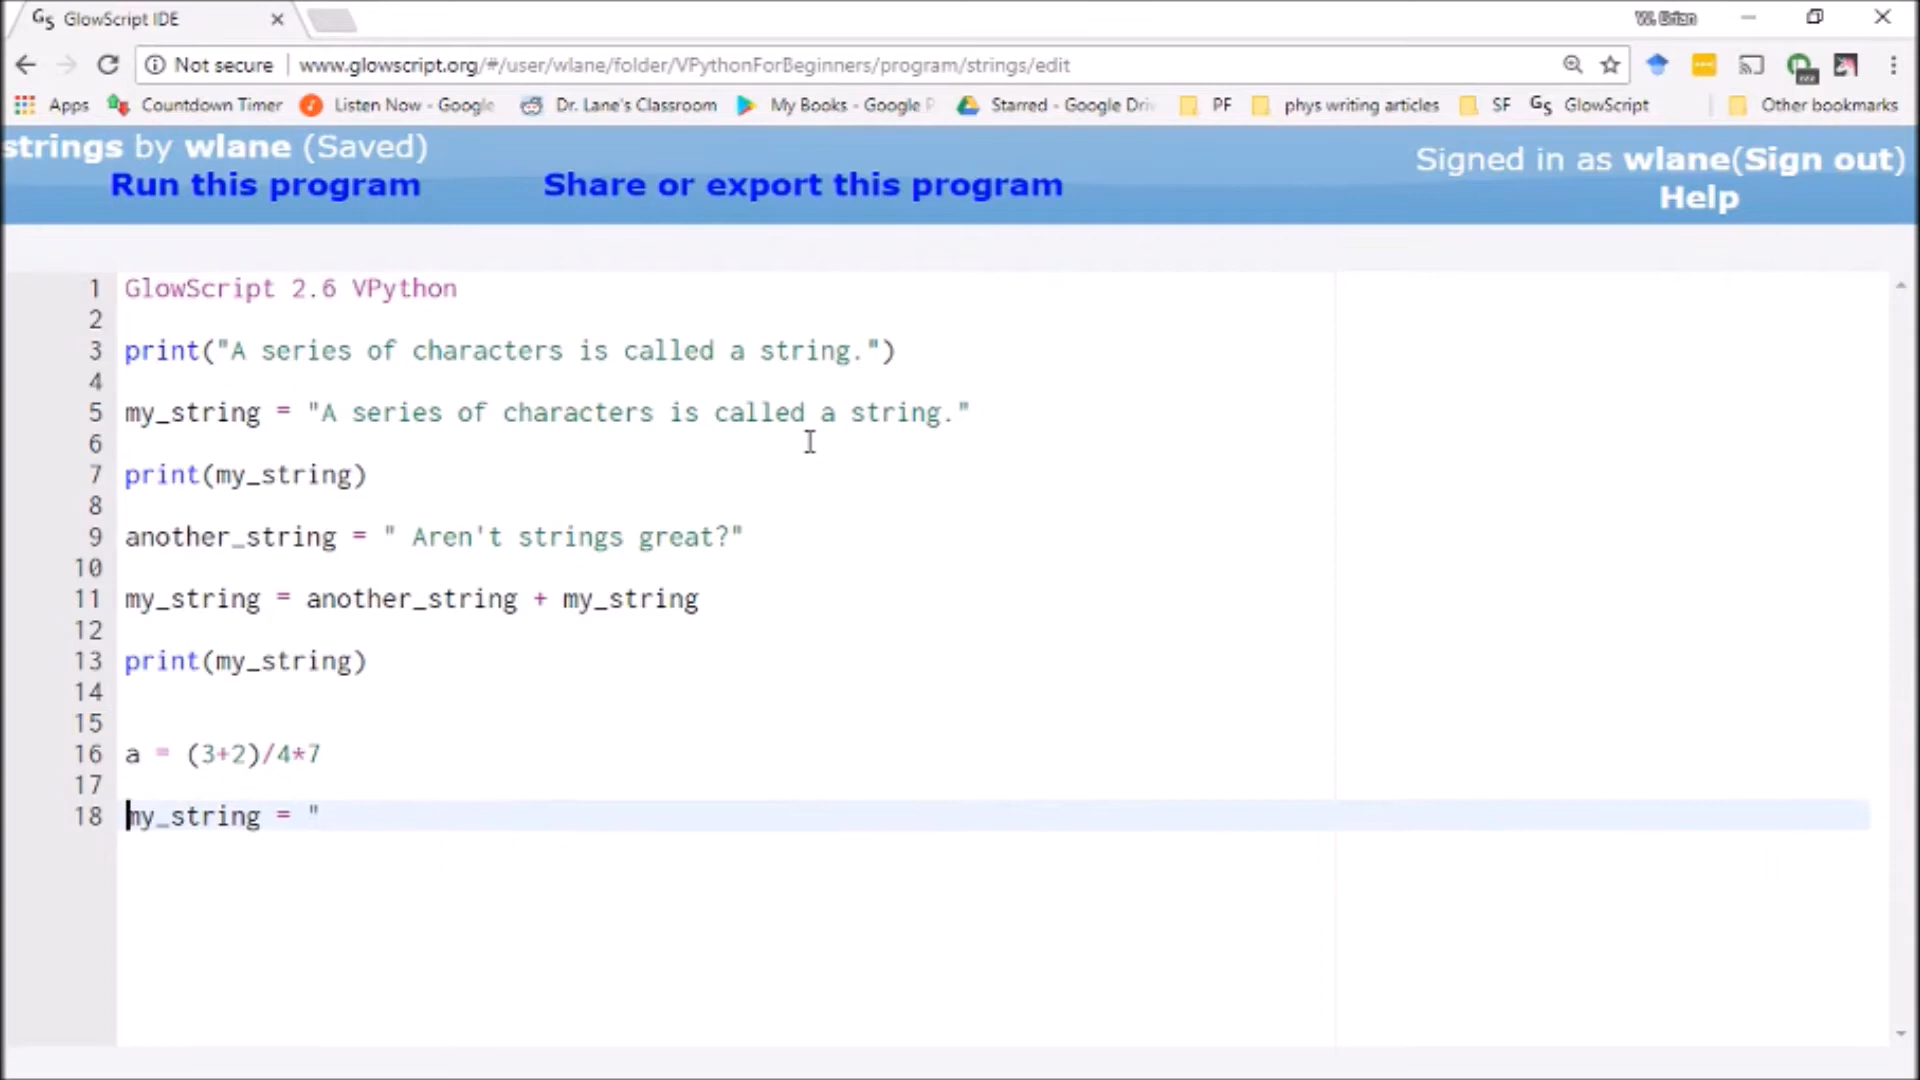 GlowScript IDE
W. Brian
Not secure www.glowscript.org/#/user/wlane/folder/VPythonForBeginners/program/strings/edit
Apps Countdown Timer Listen Now - Google Dr. Lane's Classroom My Books - Google P Starred - Google Driv PF phys writing articles SF GlowScript Other bookmarks
strings by wlane (Saved)
Signed in as wlane(Sign out)
Run this program Share or export this program
Help
1 GlowScript 2.6 VPython
2
3 print("A series of characters is called a string.")
4
5 my_string = "A series of characters is called a string."
6
7 print(my_string)
8
9 another_string = " Aren't strings great?"
10
11 my_string = another_string + my_string
12
13 print(my_string)
14
15
16 a = (3+2)/4*7
17
18 my_string = "